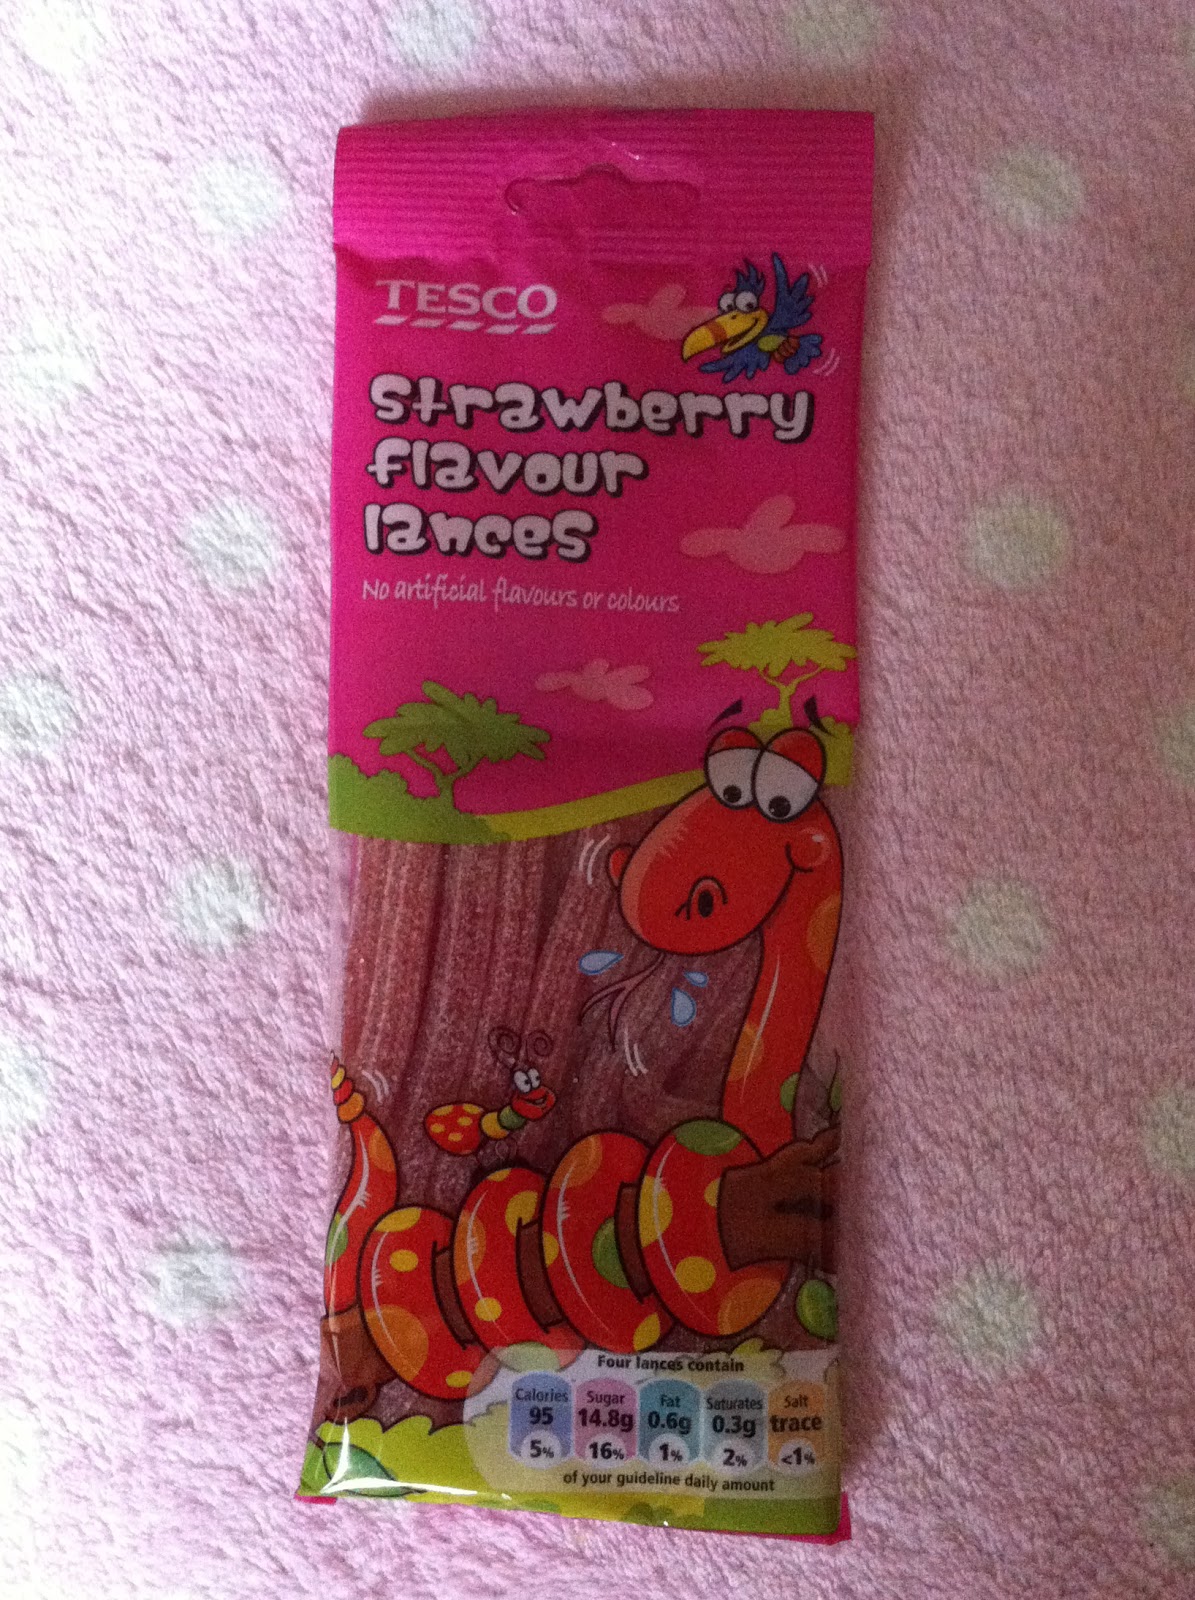 TESCO
strawberry
flavour
lances
No artificial flavours or colours
Four lances contain
Calories Sugar Fat Saturates Salt
95 14.8g 0.6g 0.3g trace
5% 16% 1% 2% <1%
of your guideline daily amount